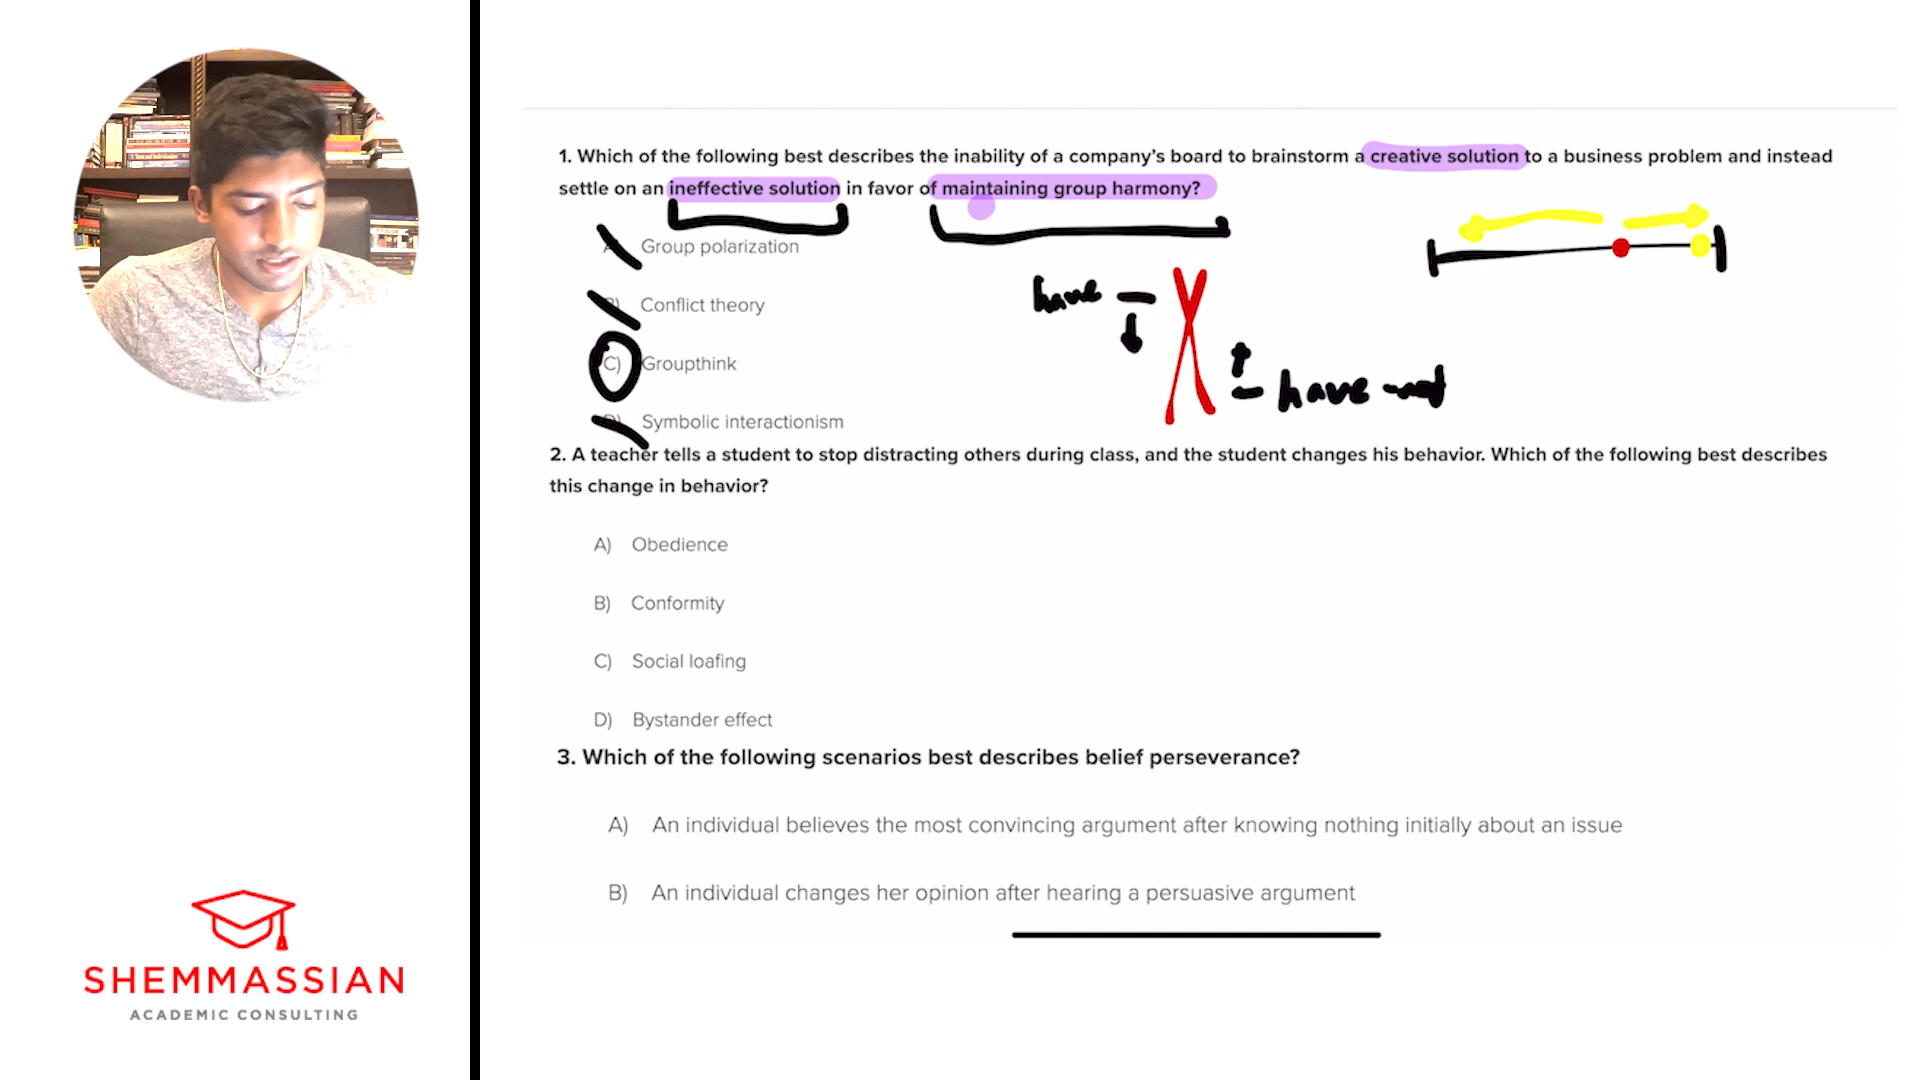 1. Which of the following best describes the inability of a company's board to brainstorm a creative solution to a business problem and instead
settle on an ineffective solution in favor of maintaining group harmony?
Group polarization
B) Conflict theory
C) Groupthink
D) Symbolic interactionism
have
have not
2. A teacher tells a student to stop distracting others during class, and the student changes his behavior. Which of the following best describes
this change in behavior?
A) Obedience
B) Conformity
C) Social loafing
D) Bystander effect
3. Which of the following scenarios best describes belief perseverance?
A) An individual believes the most convincing argument after knowing nothing initially about an issue
B) An individual changes her opinion after hearing a persuasive argument
SHEMMASSIAN
ACADEMIC CONSULTING